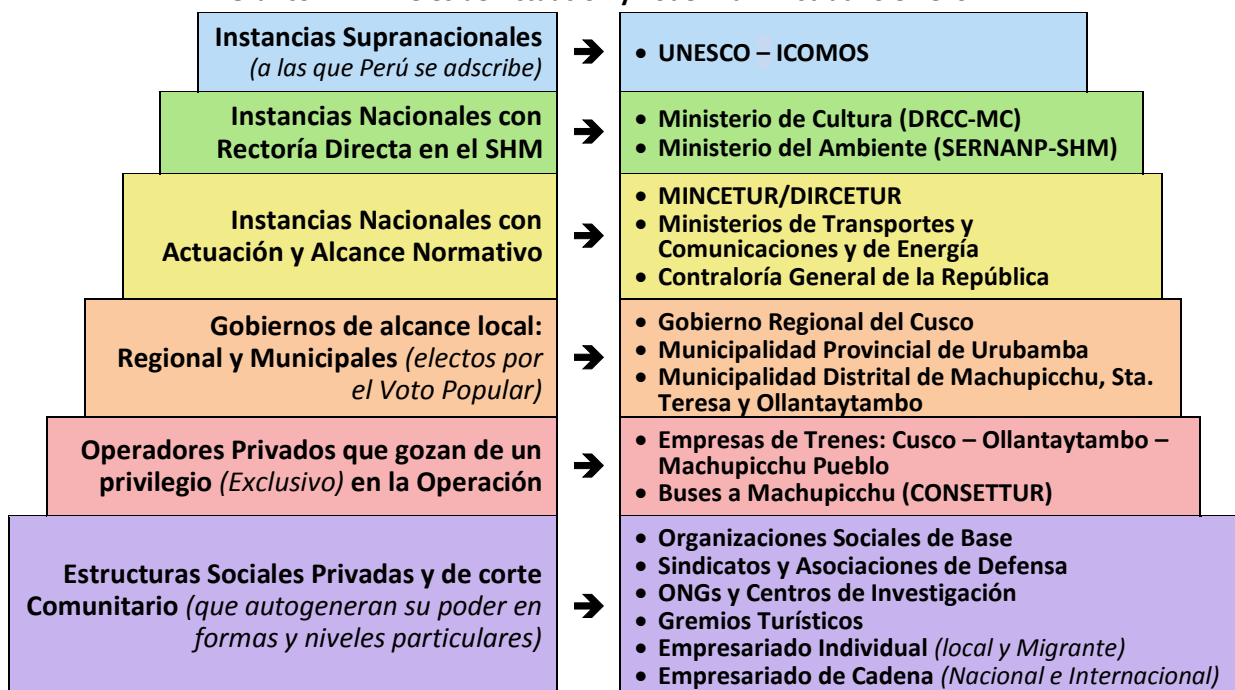 Instancias Supranacionales
(a las que Perú se adscribe)
➔
• UNESCO – ICOMOS
Instancias Nacionales con
Rectoría Directa en el SHM
➔
• Ministerio de Cultura (DRCC-MC)
• Ministerio del Ambiente (SERNANP-SHM)
Instancias Nacionales con
Actuación y Alcance Normativo
➔
• MINCETUR/DIRCETUR
• Ministerios de Transportes y
Comunicaciones y de Energía
• Contraloría General de la República
Gobiernos de alcance local:
Regional y Municipales (electos por
el Voto Popular)
➔
• Gobierno Regional del Cusco
• Municipalidad Provincial de Urubamba
• Municipalidad Distrital de Machupicchu, Sta.
Teresa y Ollantaytambo
Operadores Privados que gozan de un
privilegio (Exclusivo) en la Operación
➔
• Empresas de Trenes: Cusco – Ollantaytambo –
Machupicchu Pueblo
• Buses a Machupicchu (CONSETTUR)
Estructuras Sociales Privadas y de corte
Comunitario (que autogeneran su poder en
formas y niveles particulares)
➔
• Organizaciones Sociales de Base
• Sindicatos y Asociaciones de Defensa
• ONGs y Centros de Investigación
• Gremios Turísticos
• Empresariado Individual (local y Migrante)
• Empresariado de Cadena (Nacional e Internacional)